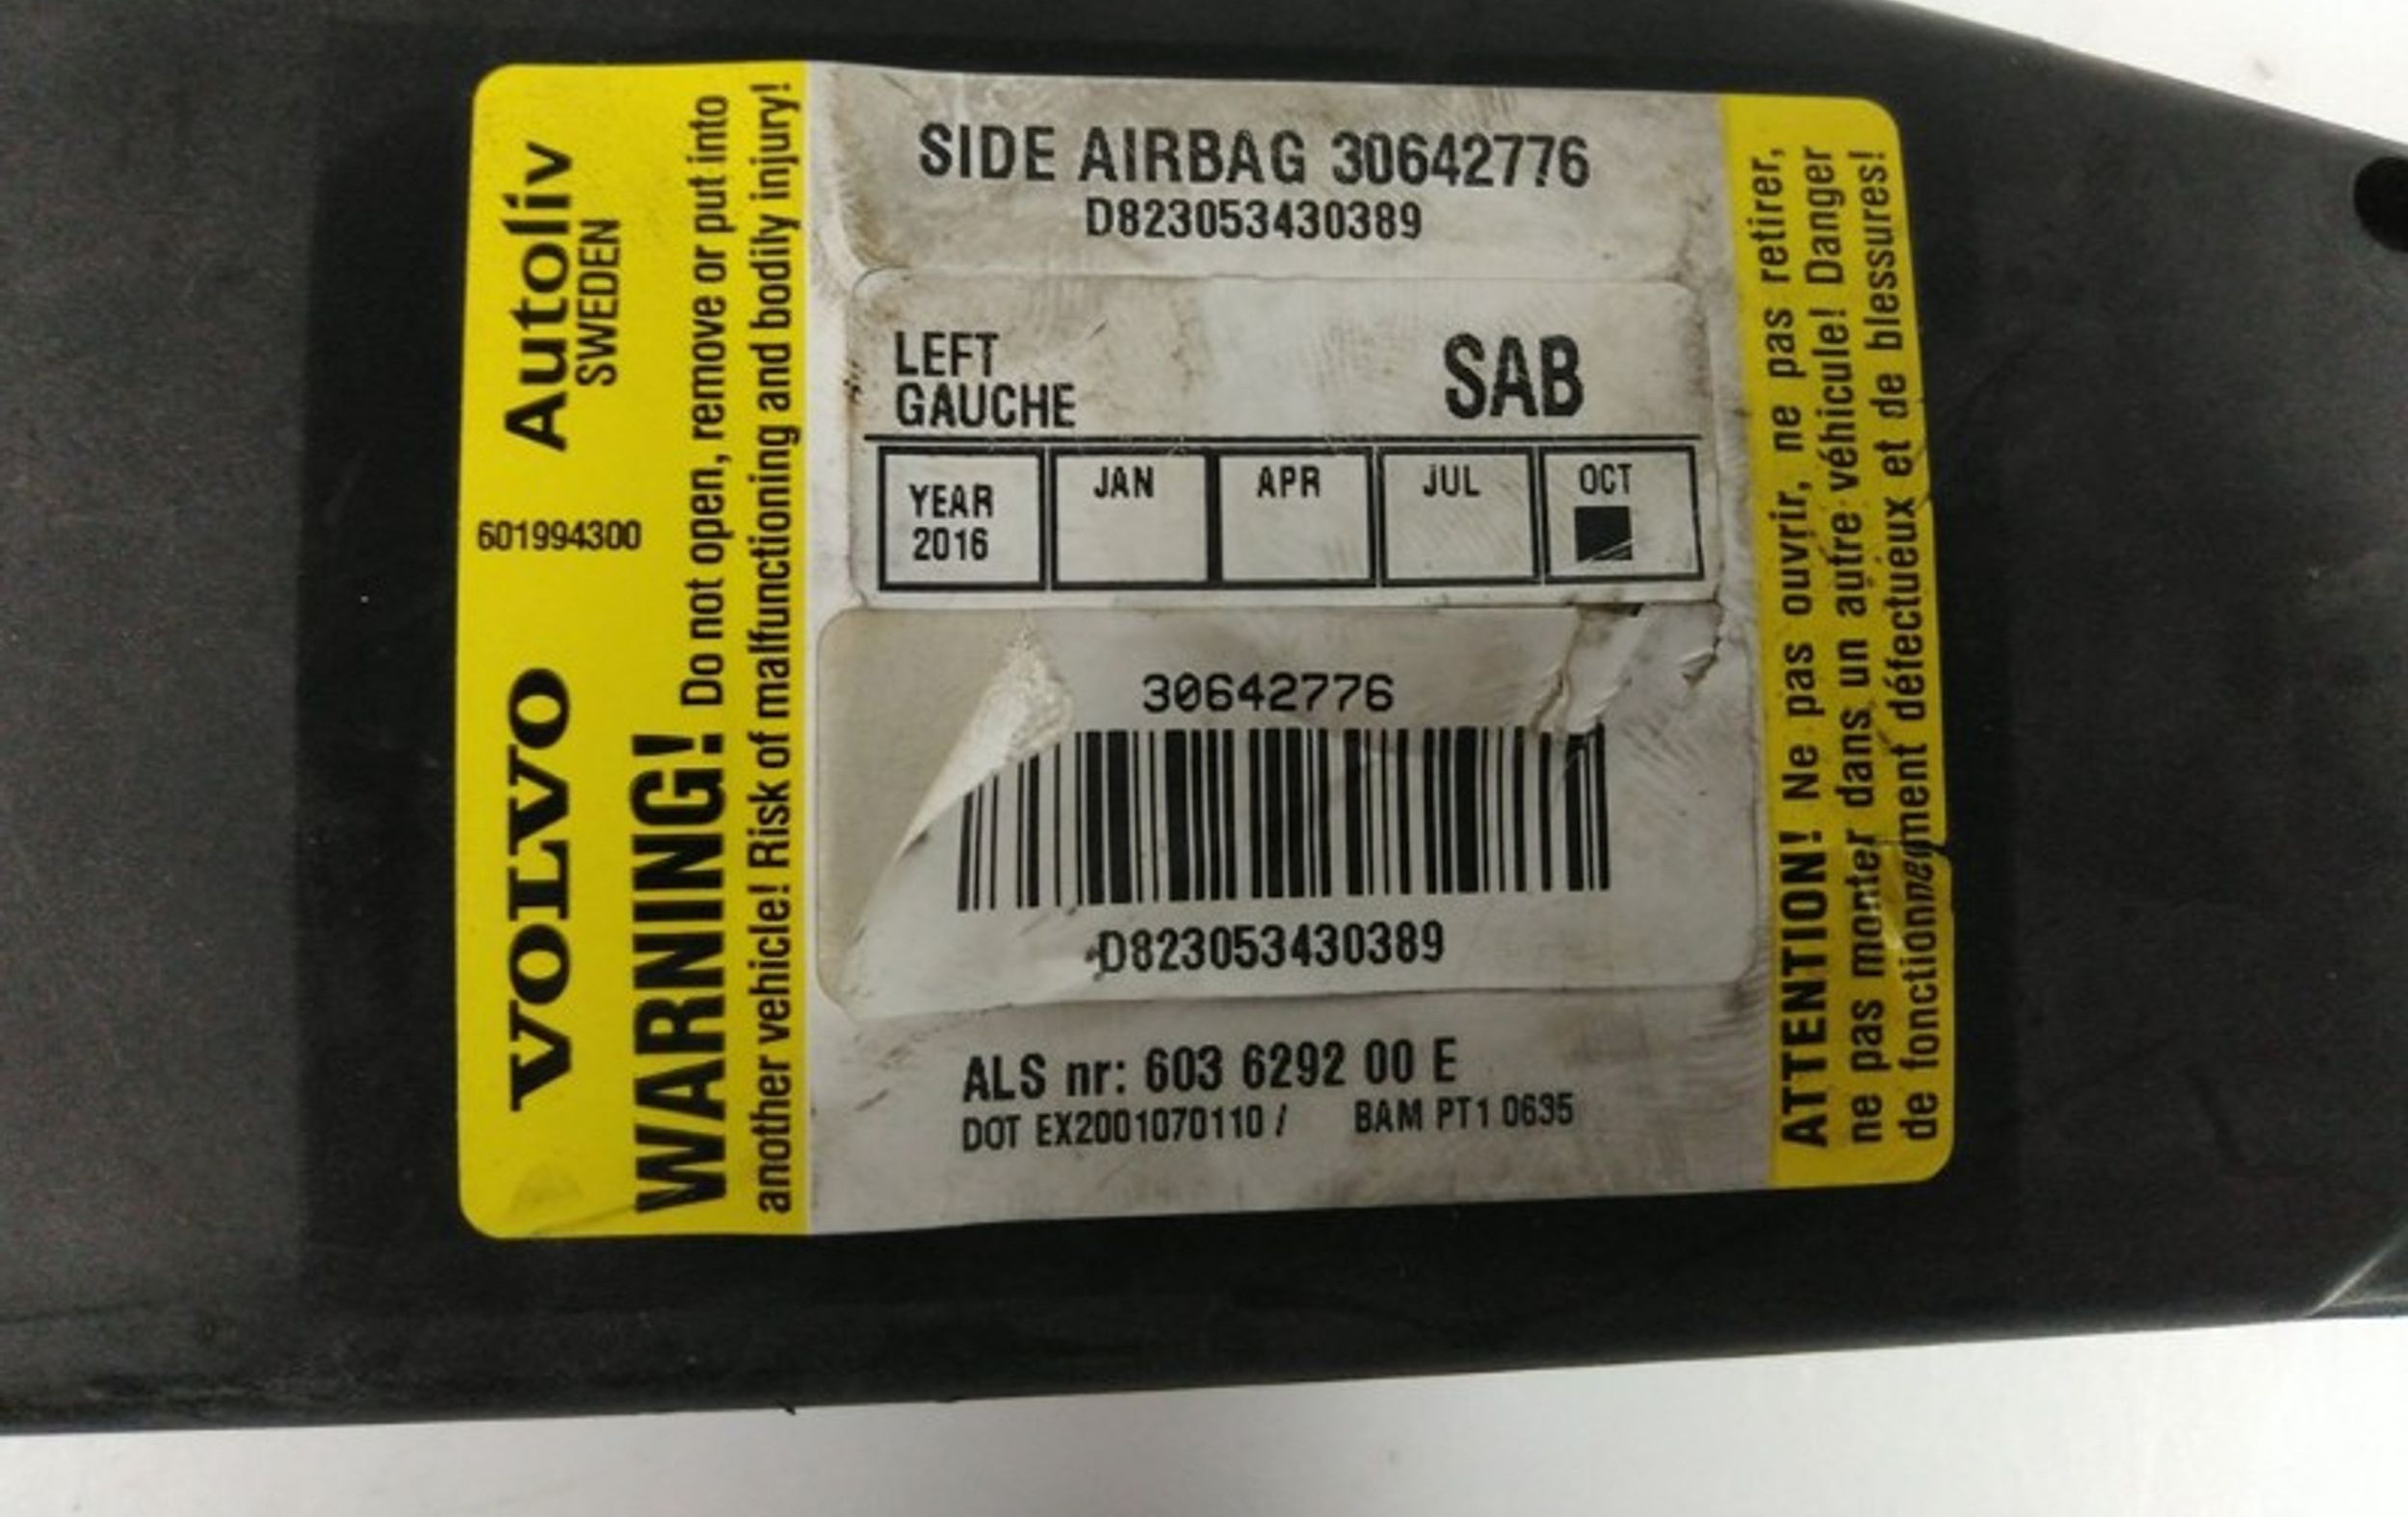 VOLVO 601994300 Autoliv
SWEDEN
WARNING! Do not open, remove or put into
another vehicle! Risk of malfunctioning and bodily injury!
SIDE AIRBAG 30642776
D823053430389
LEFT
GAUCHE
SAB
YEAR
2016
JAN
APR
JUL
OCT
30642776
D823053430389
ALS nr: 603 6292 00 E
DOT EX2001070110 / BAM PT1 0635
ATTENTION! Ne pas ouvrir, ne pas retirer,
ne pas monter dans un autre véhicule! Danger
de fonctionnement défectueux et de blessures!